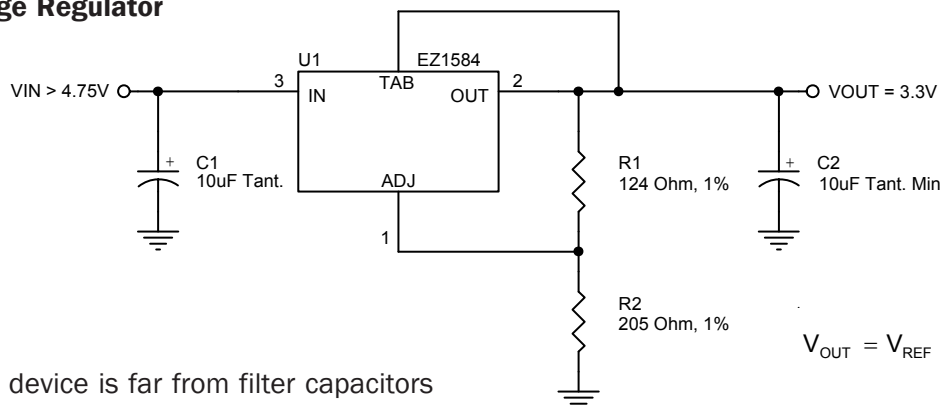 ge Regulator
U1 EZ1584
VIN > 4.75V 3 TAB 2 VOUT = 3.3V
IN OUT
+ C1
10uF Tant.
R1
124 Ohm, 1%
+ C2
10uF Tant. Min
ADJ
1
R2
205 Ohm, 1%
VOUT = VREF
device is far from filter capacitors